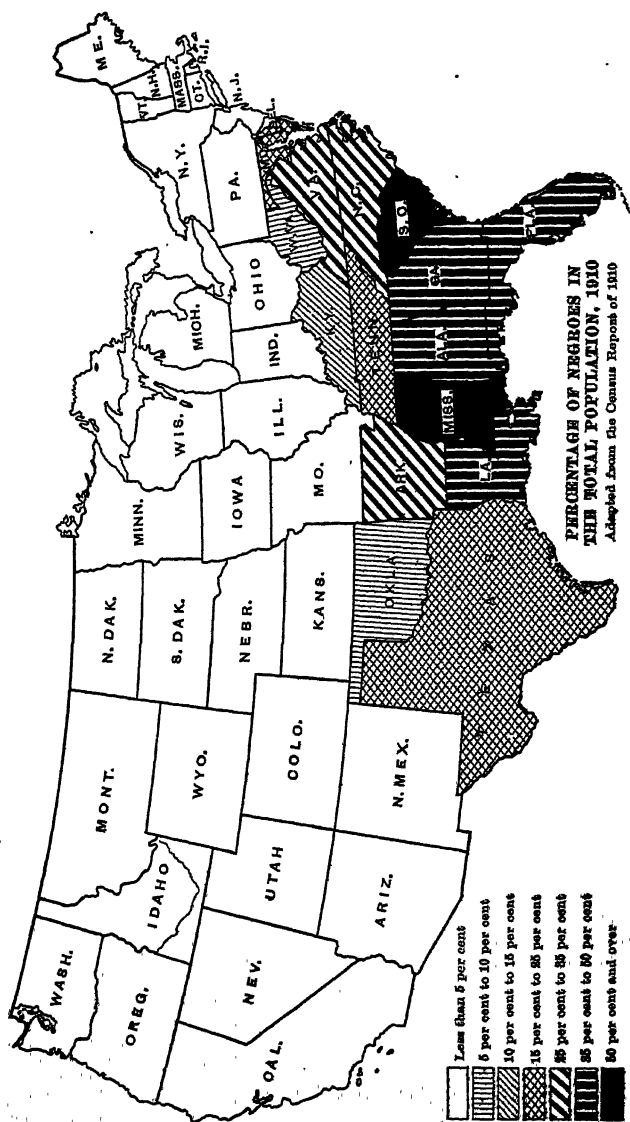 PERCENTAGE OF NEGROES IN
THE TOTAL POPULATION, 1910
Adapted from the Census Report of 1910
Less than 5 per cent
5 per cent to 10 per cent
10 per cent to 15 per cent
15 per cent to 25 per cent
25 per cent to 35 per cent
35 per cent to 50 per cent
50 per cent and over
WASH.
OREG.
CAL.
NEV.
IDAHO
MONT.
WYO.
UTAH
ARIZ.
COLO.
N. MEX.
N. DAK.
S. DAK.
NEBR.
KANS.
OKLA.
TEXAS
MINN.
IOWA
MO.
ARK.
LA.
WIS.
ILL.
MICH.
IND.
OHIO
KY.
TENN.
MISS.
ALA.
GA.
FLA.
S. C.
N. C.
VA.
W. VA.
PA.
N.Y.
N.J.
VT.
N.H.
MASS.
CT.
R.I.
ME.